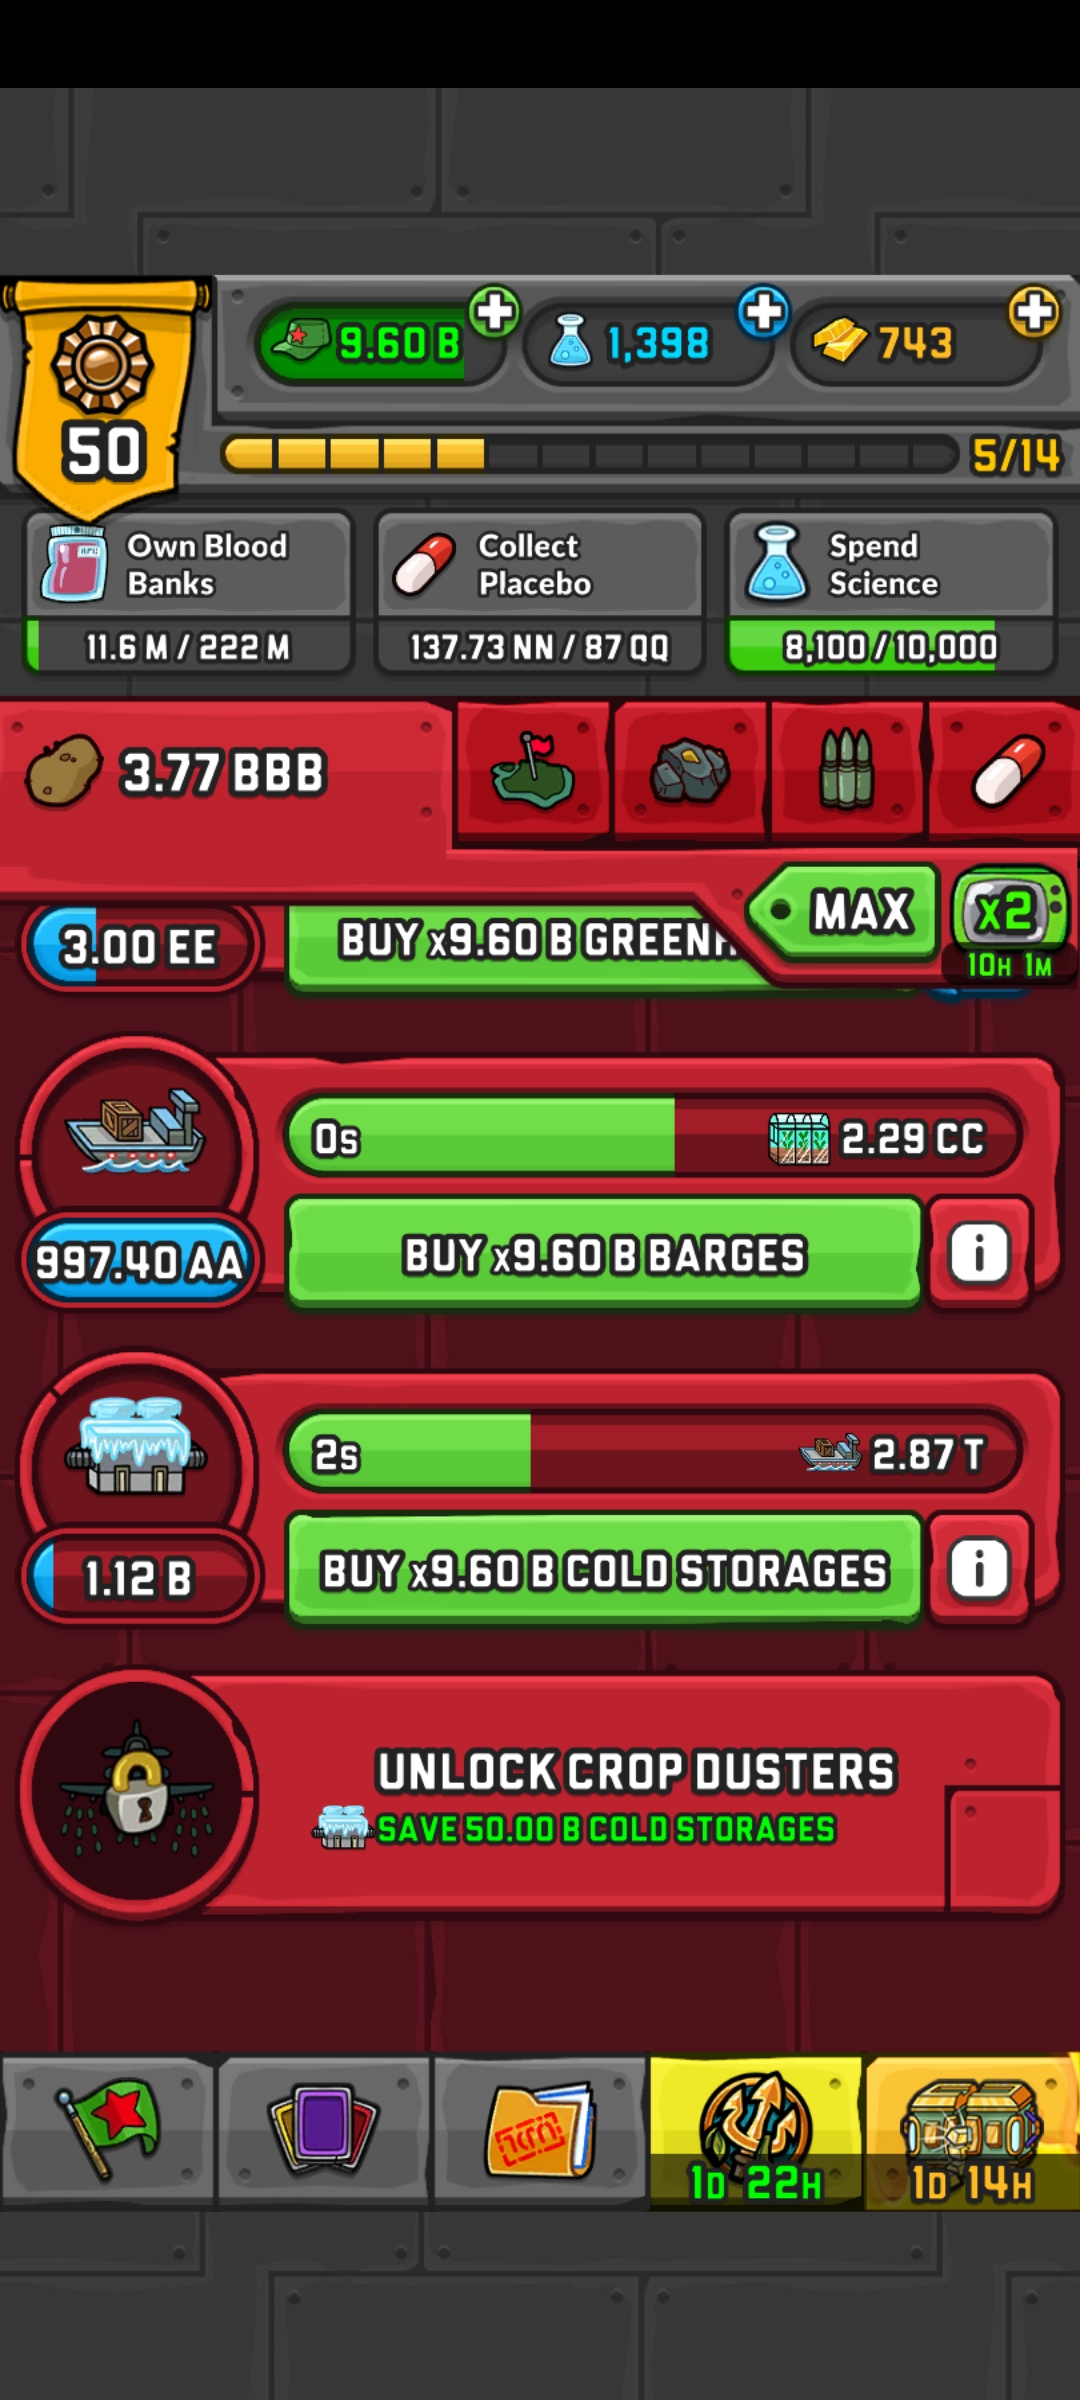 50
9.60 B
1,398
743
5/14
Own Blood Banks
11.6 M / 222 M
Collect Placebo
137.73 NN / 87 QQ
Spend Science
8,100 / 10,000
3.77 BBB
MAX
x2
10H 1M
3.00 EE
BUY x9.60 B GREENH
0s
2.29 CC
997.40 AA
BUY x9.60 B BARGES
i
2s
2.87 T
1.12 B
BUY x9.60 B COLD STORAGES
i
UNLOCK CROP DUSTERS
SAVE 50.00 B COLD STORAGES
1D 22H
1D 14H